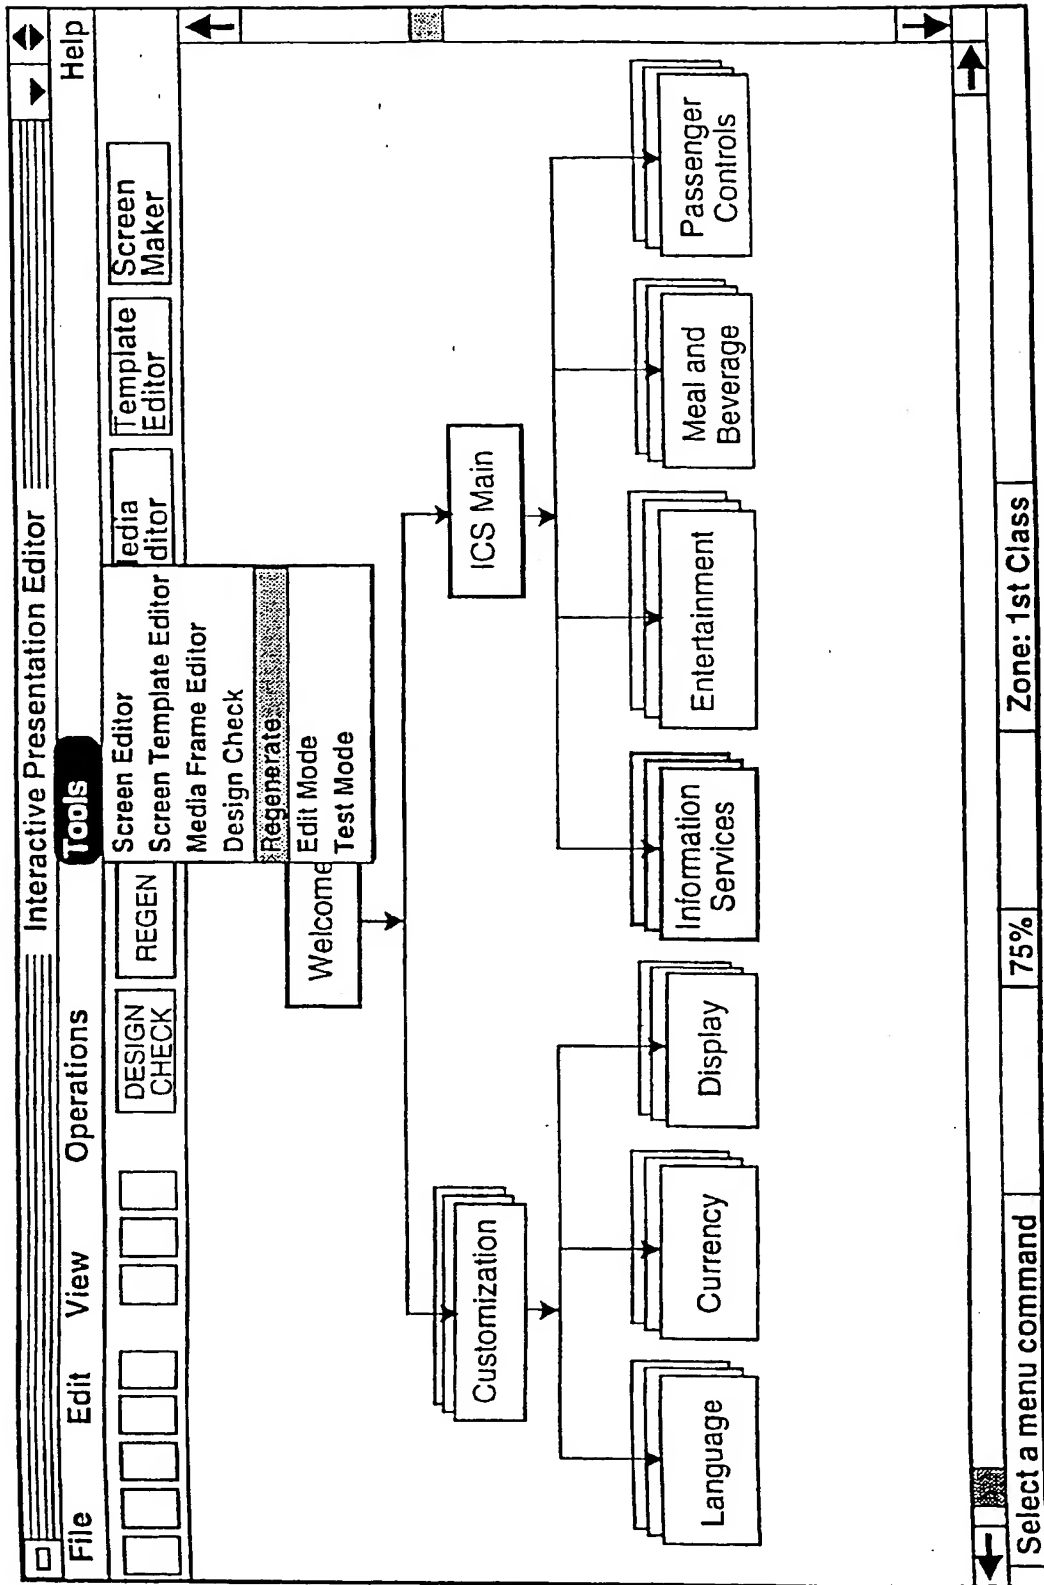 Interactive Presentation Editor
File Edit View Operations Tools Help
DESIGN
CHECK
REGEN
edia
ditor
Template
Editor
Screen
Maker
Screen Editor
Screen Template Editor
Media Frame Editor
Design Check
Regenerate
Edit Mode
Test Mode
Welcome
Customization
ICS Main
Language
Currency
Display
Information
Services
Entertainment
Meal and
Beverage
Passenger
Controls
Select a menu command
75%
Zone: 1st Class